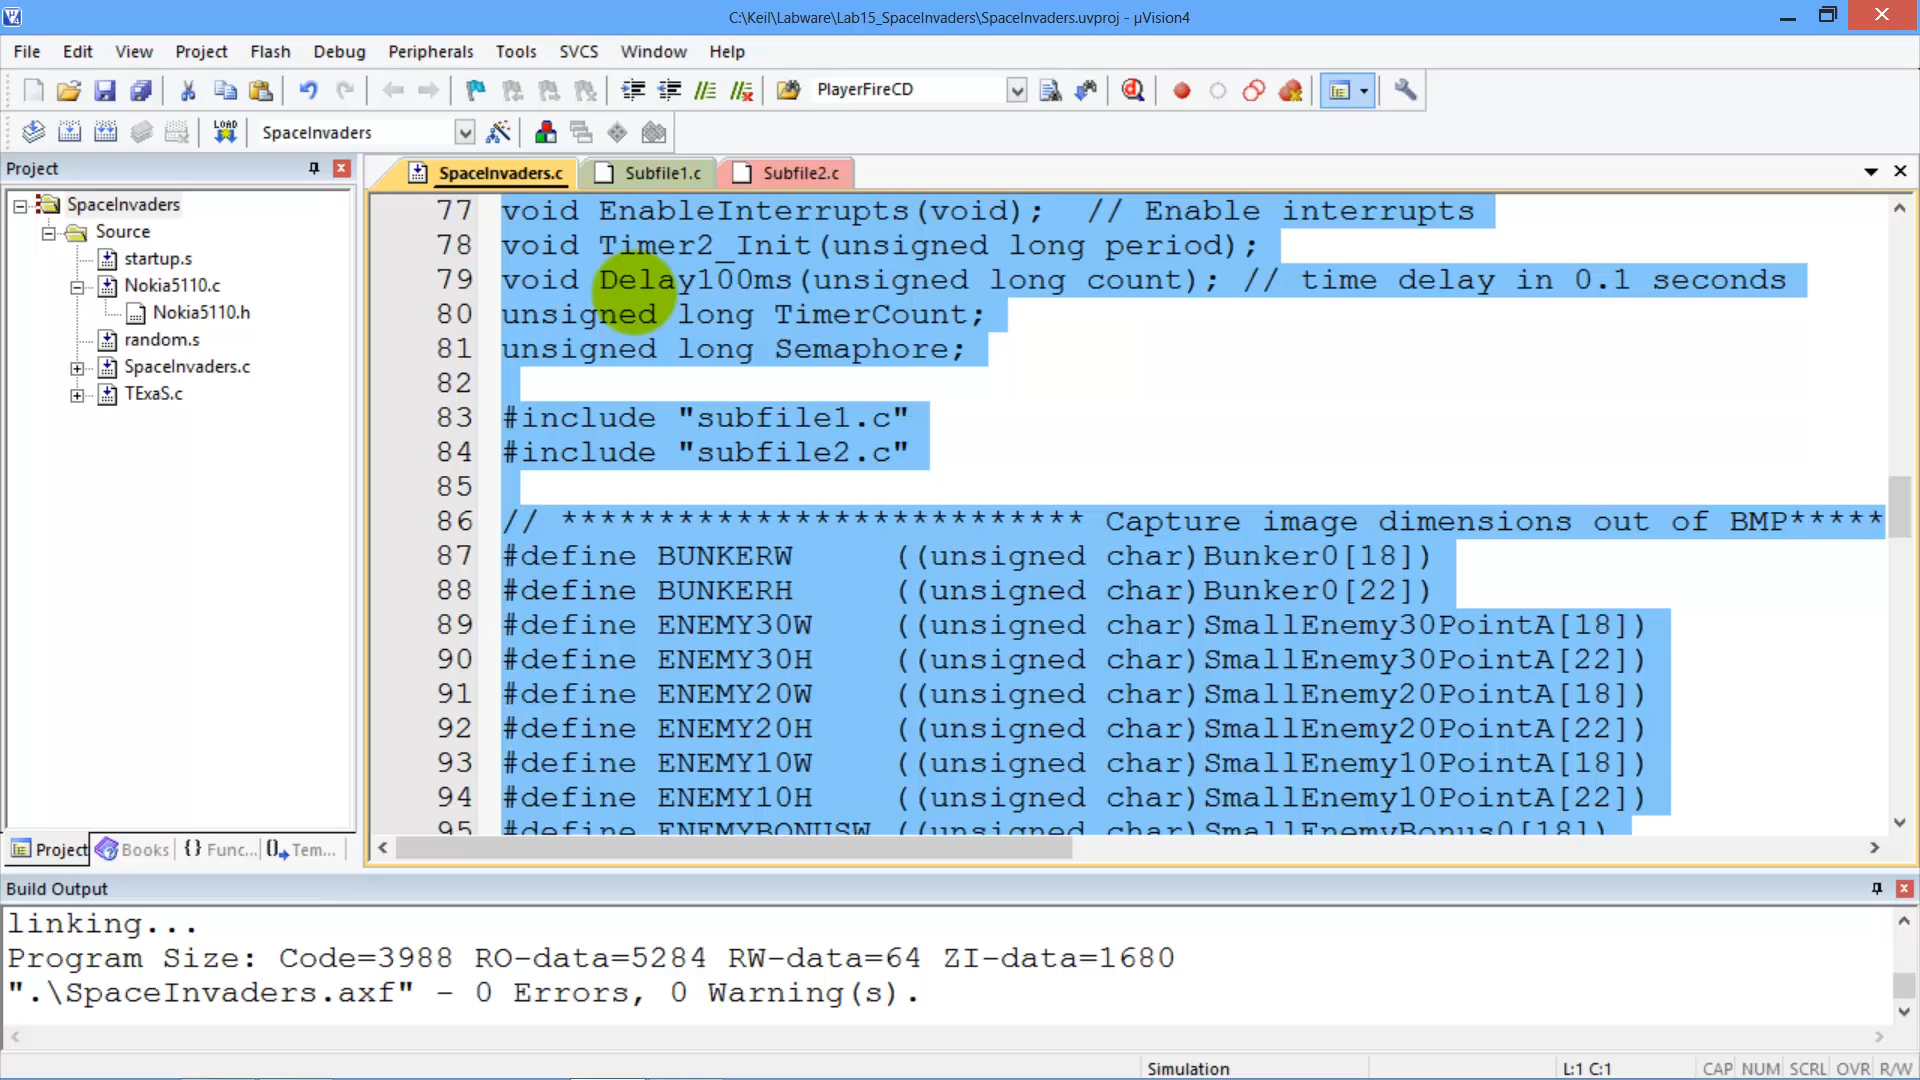 C:\Keil\Labware\Lab15_SpaceInvaders\SpaceInvaders.uvproj - µVision4
File Edit View Project Flash Debug Peripherals Tools SVCS Window Help
PlayerFireCD
LOAD SpaceInvaders
Project
SpaceInvaders.c Subfile1.c Subfile2.c
SpaceInvaders
Source
startup.s
Nokia5110.c
Nokia5110.h
random.s
SpaceInvaders.c
TExaS.c
77 void EnableInterrupts(void); // Enable interrupts
78 void Timer2_Init(unsigned long period);
79 void Delay100ms(unsigned long count); // time delay in 0.1 seconds
80 unsigned long TimerCount;
81 unsigned long Semaphore;
82
83 #include "subfile1.c"
84 #include "subfile2.c"
85
86 // *************************** Capture image dimensions out of BMP*****
87 #define BUNKERW ((unsigned char)Bunker0[18])
88 #define BUNKERH ((unsigned char)Bunker0[22])
89 #define ENEMY30W ((unsigned char)SmallEnemy30PointA[18])
90 #define ENEMY30H ((unsigned char)SmallEnemy30PointA[22])
91 #define ENEMY20W ((unsigned char)SmallEnemy20PointA[18])
92 #define ENEMY20H ((unsigned char)SmallEnemy20PointA[22])
93 #define ENEMY10W ((unsigned char)SmallEnemy10PointA[18])
94 #define ENEMY10H ((unsigned char)SmallEnemy10PointA[22])
95 #define ENEMYBONUSW ((unsigned char)SmallEnemyBonus0[18])
Project Books {} Func... Tem...
Build Output
linking...
Program Size: Code=3988 RO-data=5284 RW-data=64 ZI-data=1680
".\SpaceInvaders.axf" - 0 Errors, 0 Warning(s).
Simulation L:1 C:1 CAP NUM SCRL OVR R/W